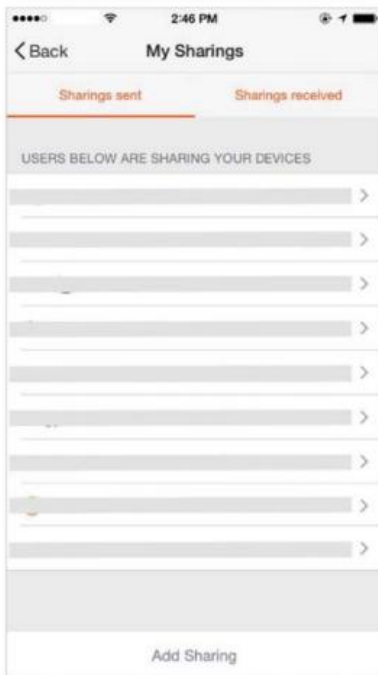 2:46 PM
Back My Sharings
Sharings sent Sharings received
USERS BELOW ARE SHARING YOUR DEVICES
Add Sharing